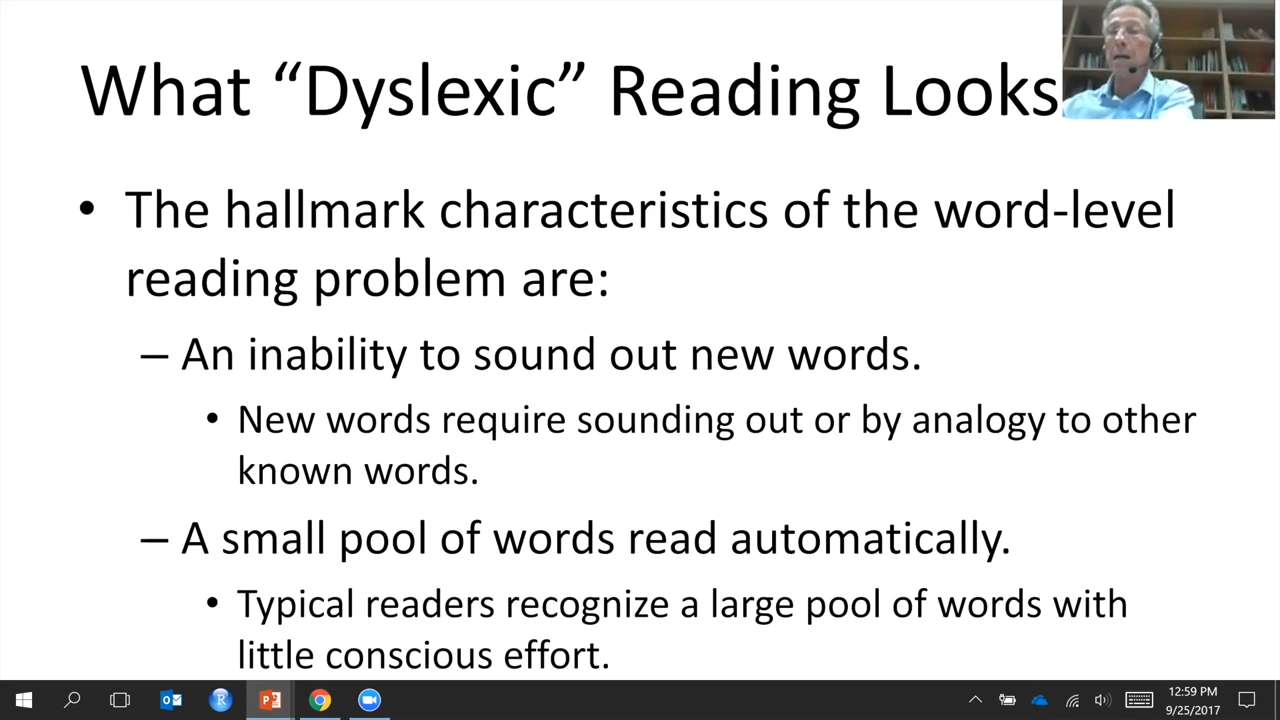 What “Dyslexic” Reading Looks
• The hallmark characteristics of the word-level
reading problem are:
– An inability to sound out new words.
• New words require sounding out or by analogy to other
known words.
– A small pool of words read automatically.
• Typical readers recognize a large pool of words with
little conscious effort.
12:59 PM
9/25/2017